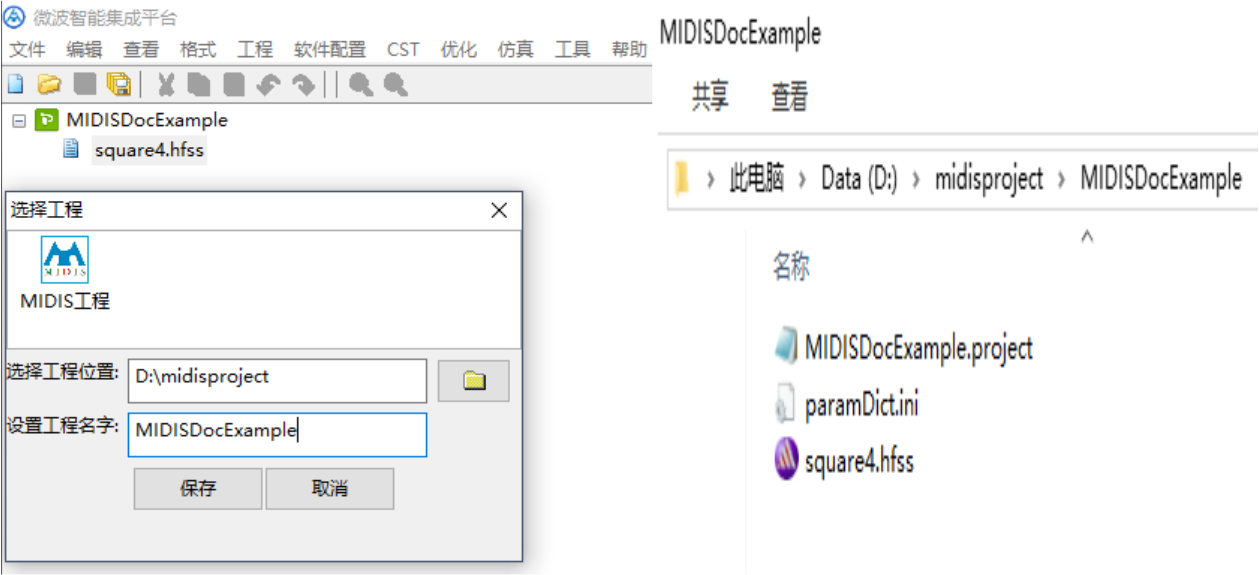 微波智能集成平台
文件 编辑 查看 格式 工程 软件配置 CST 优化 仿真 工具 帮助
MIDISDocExample
square4.hfss
选择工程
MIDIS
MIDIS工程
选择工程位置: D:\midisproject
设置工程名字: MIDISDocExample
保存 取消
MIDISDocExample
共享 查看
此电脑 › Data (D:) › midisproject › MIDISDocExample
名称
MIDISDocExample.project
paramDict.ini
square4.hfss